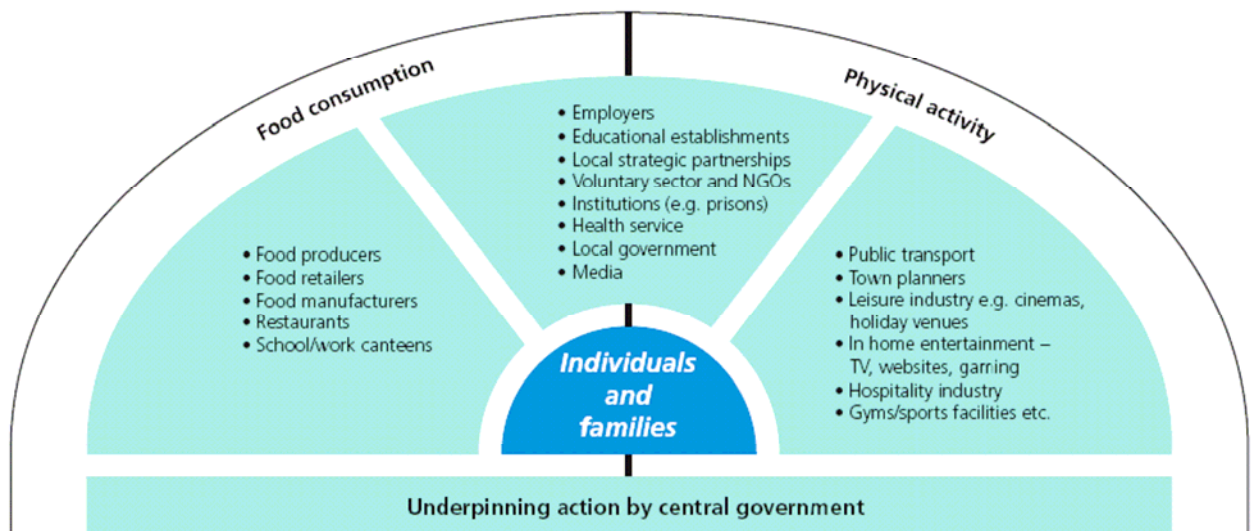 Food consumption
Physical activity
• Employers
• Educational establishments
• Local strategic partnerships
• Voluntary sector and NGOs
• Institutions (e.g. prisons)
• Health service
• Local government
• Media
• Food producers
• Food retailers
• Food manufacturers
• Restaurants
• School/work canteens
• Public transport
• Town planners
• Leisure industry e.g. cinemas,
holiday venues
• In home entertainment –
TV, websites, gaming
• Hospitality industry
• Gyms/sports facilities etc.
Individuals
and
families
Underpinning action by central government